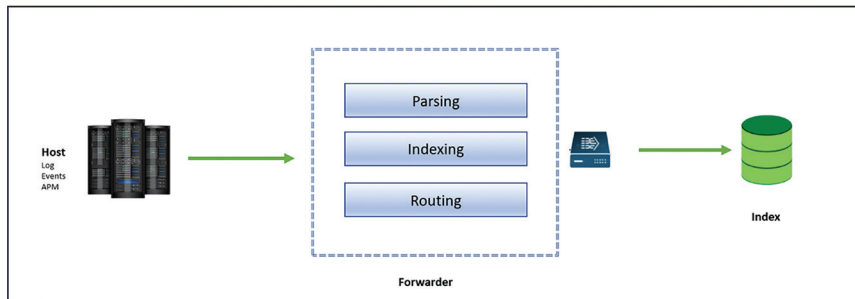 Host
Log
Events
APM
Parsing
Indexing
Routing
Forwarder
Index